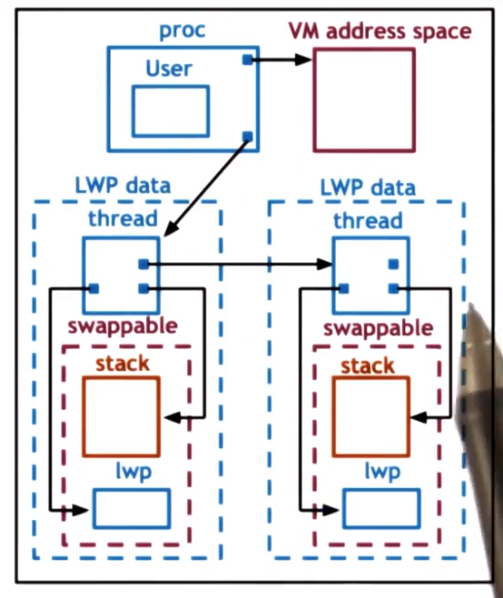 proc
VM address space
User
LWP data
LWP data
thread
thread
swappable
swappable
stack
stack
lwp
lwp